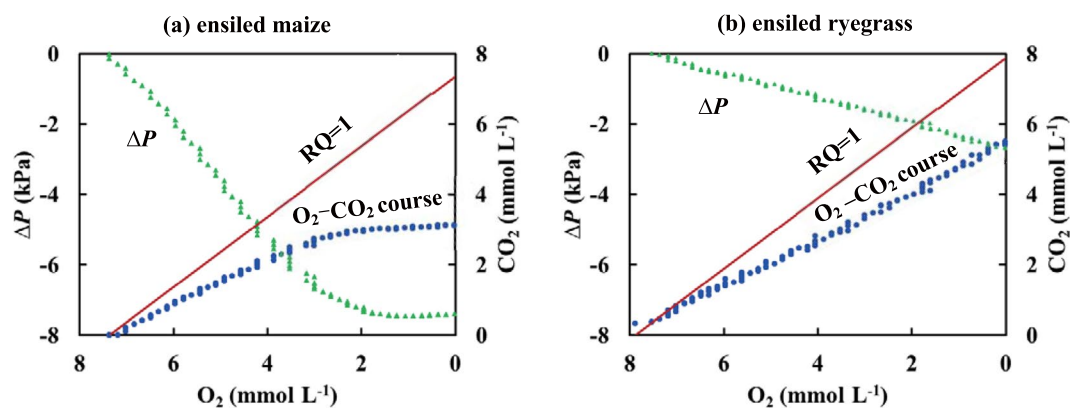 (a) ensiled maize
(b) ensiled ryegrass
0
-2
-4
-6
-8
ΔP (kPa)
8
6
4
2
0
CO₂ (mmol L⁻¹)
8
6
4
2
0
O₂ (mmol L⁻¹)
ΔP
RQ=1
O₂−CO₂ course
0
-2
-4
-6
-8
ΔP (kPa)
8
6
4
2
0
CO₂ (mmol L⁻¹)
8
6
4
2
0
O₂ (mmol L⁻¹)
ΔP
RQ=1
O₂−CO₂ course